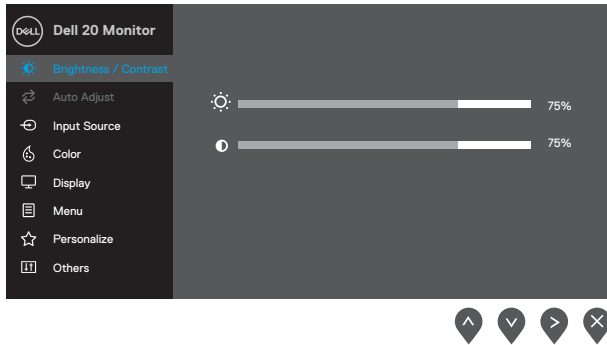 DELL Dell 20 Monitor
Brightness / Contrast
Auto Adjust
Input Source
Color
Display
Menu
Personalize
Others
75%
75%